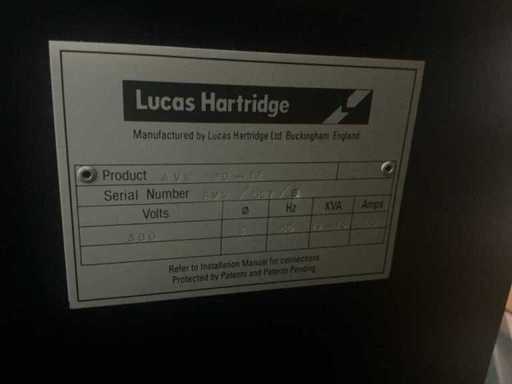 Lucas Hartridge
Manufactured by Lucas Hartridge Ltd. Buckingham England
Product
Serial Number
Volts ø Hz KVA Amps
Refer to Installation Manual for connections.
Protected by Patents and Patents Pending.